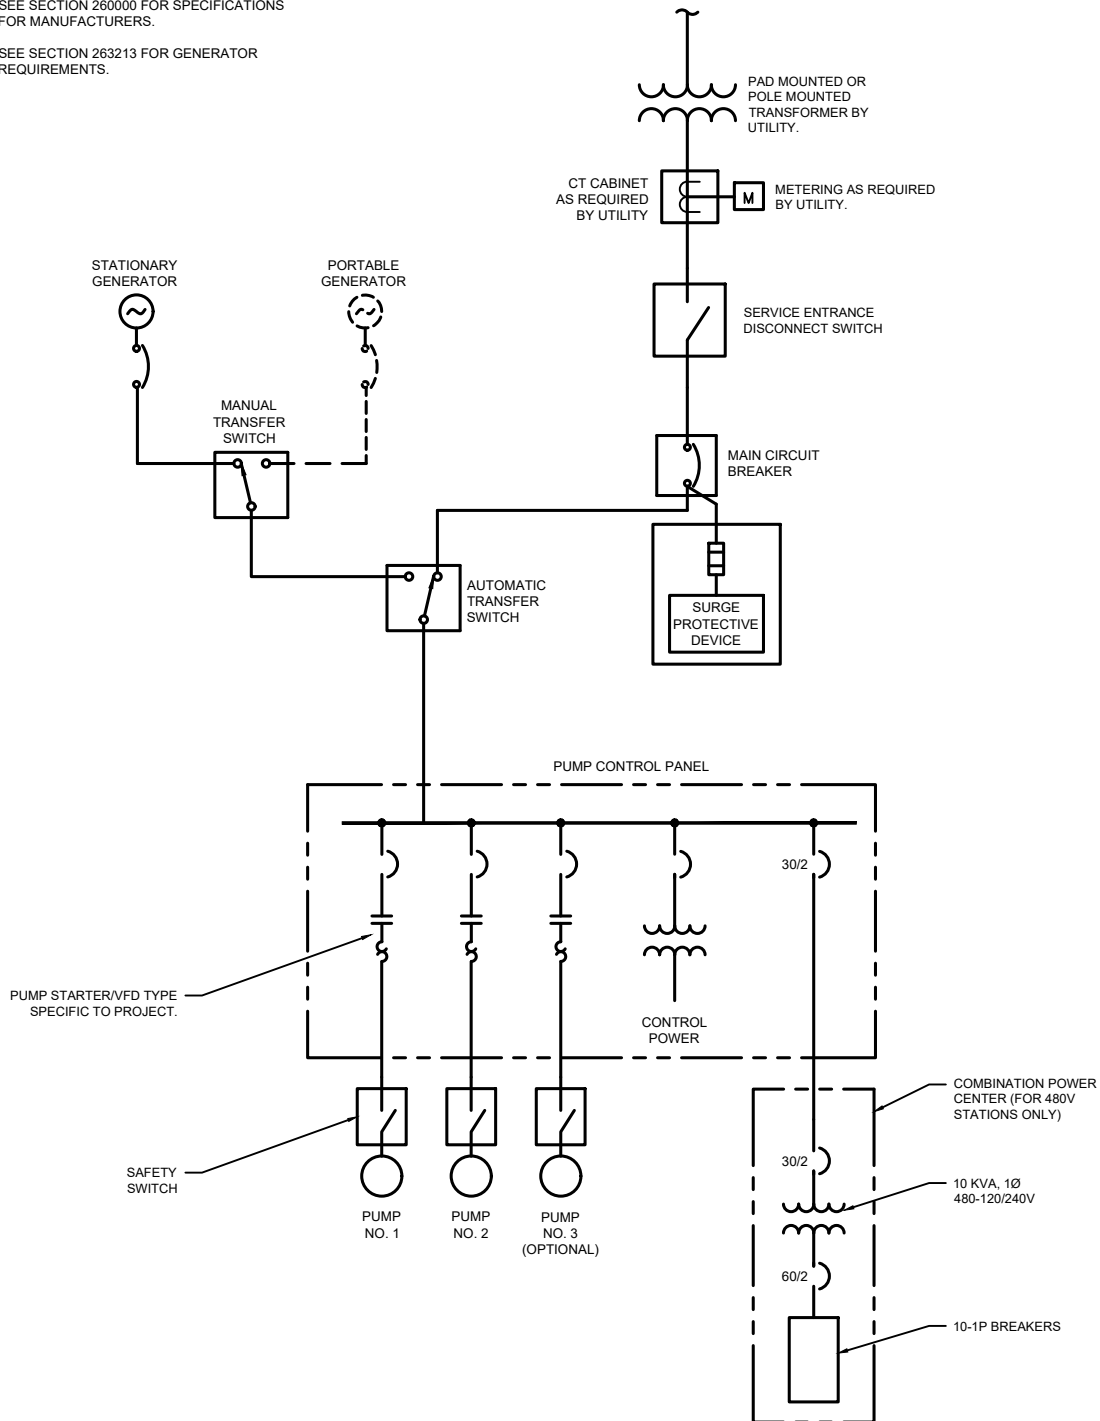 SEE SECTION 260000 FOR SPECIFICATIONS
FOR MANUFACTURERS.
SEE SECTION 263213 FOR GENERATOR
REQUIREMENTS.
PAD MOUNTED OR
POLE MOUNTED
TRANSFORMER BY
UTILITY.
CT CABINET
AS REQUIRED
BY UTILITY
M
METERING AS REQUIRED
BY UTILITY.
STATIONARY
GENERATOR
PORTABLE
GENERATOR
SERVICE ENTRANCE
DISCONNECT SWITCH
MANUAL
TRANSFER
SWITCH
MAIN CIRCUIT
BREAKER
AUTOMATIC
TRANSFER
SWITCH
SURGE
PROTECTIVE
DEVICE
PUMP CONTROL PANEL
30/2
PUMP STARTER/VFD TYPE
SPECIFIC TO PROJECT.
CONTROL
POWER
COMBINATION POWER
CENTER (FOR 480V
STATIONS ONLY)
SAFETY
SWITCH
30/2
10 KVA, 1Ø
480-120/240V
PUMP
NO. 1
PUMP
NO. 2
PUMP
NO. 3
(OPTIONAL)
60/2
10-1P BREAKERS